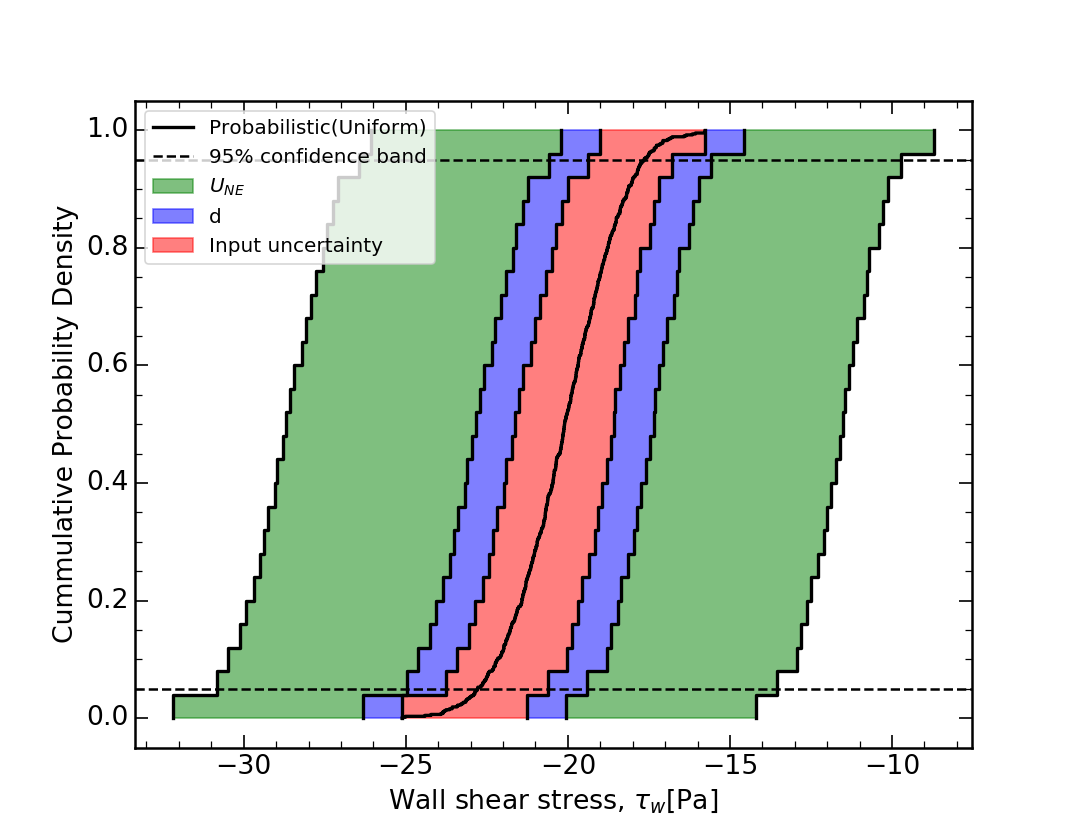 Probabilistic(Uniform)
95% confidence band
U_NE
d
Input uncertainty
Cummulative Probability Density
1.0
0.8
0.6
0.4
0.2
0.0
−30 −25 −20 −15 −10
Wall shear stress, τ_w[Pa]